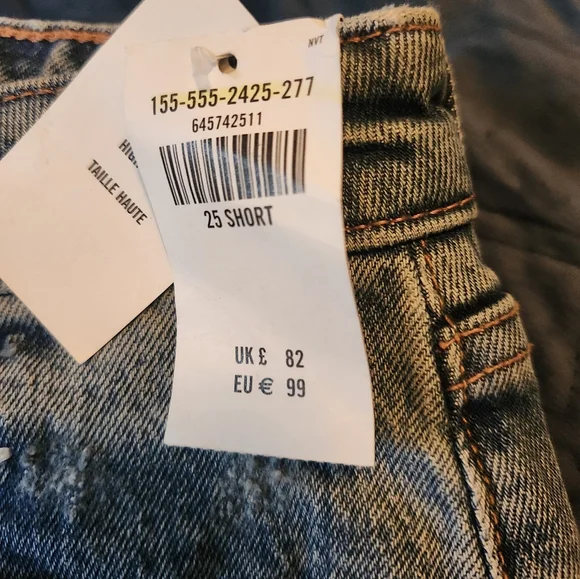 NVT
155-555-2425-277
645742511
25 SHORT
UK £ 82
EU € 99
TAILLE HAUTE